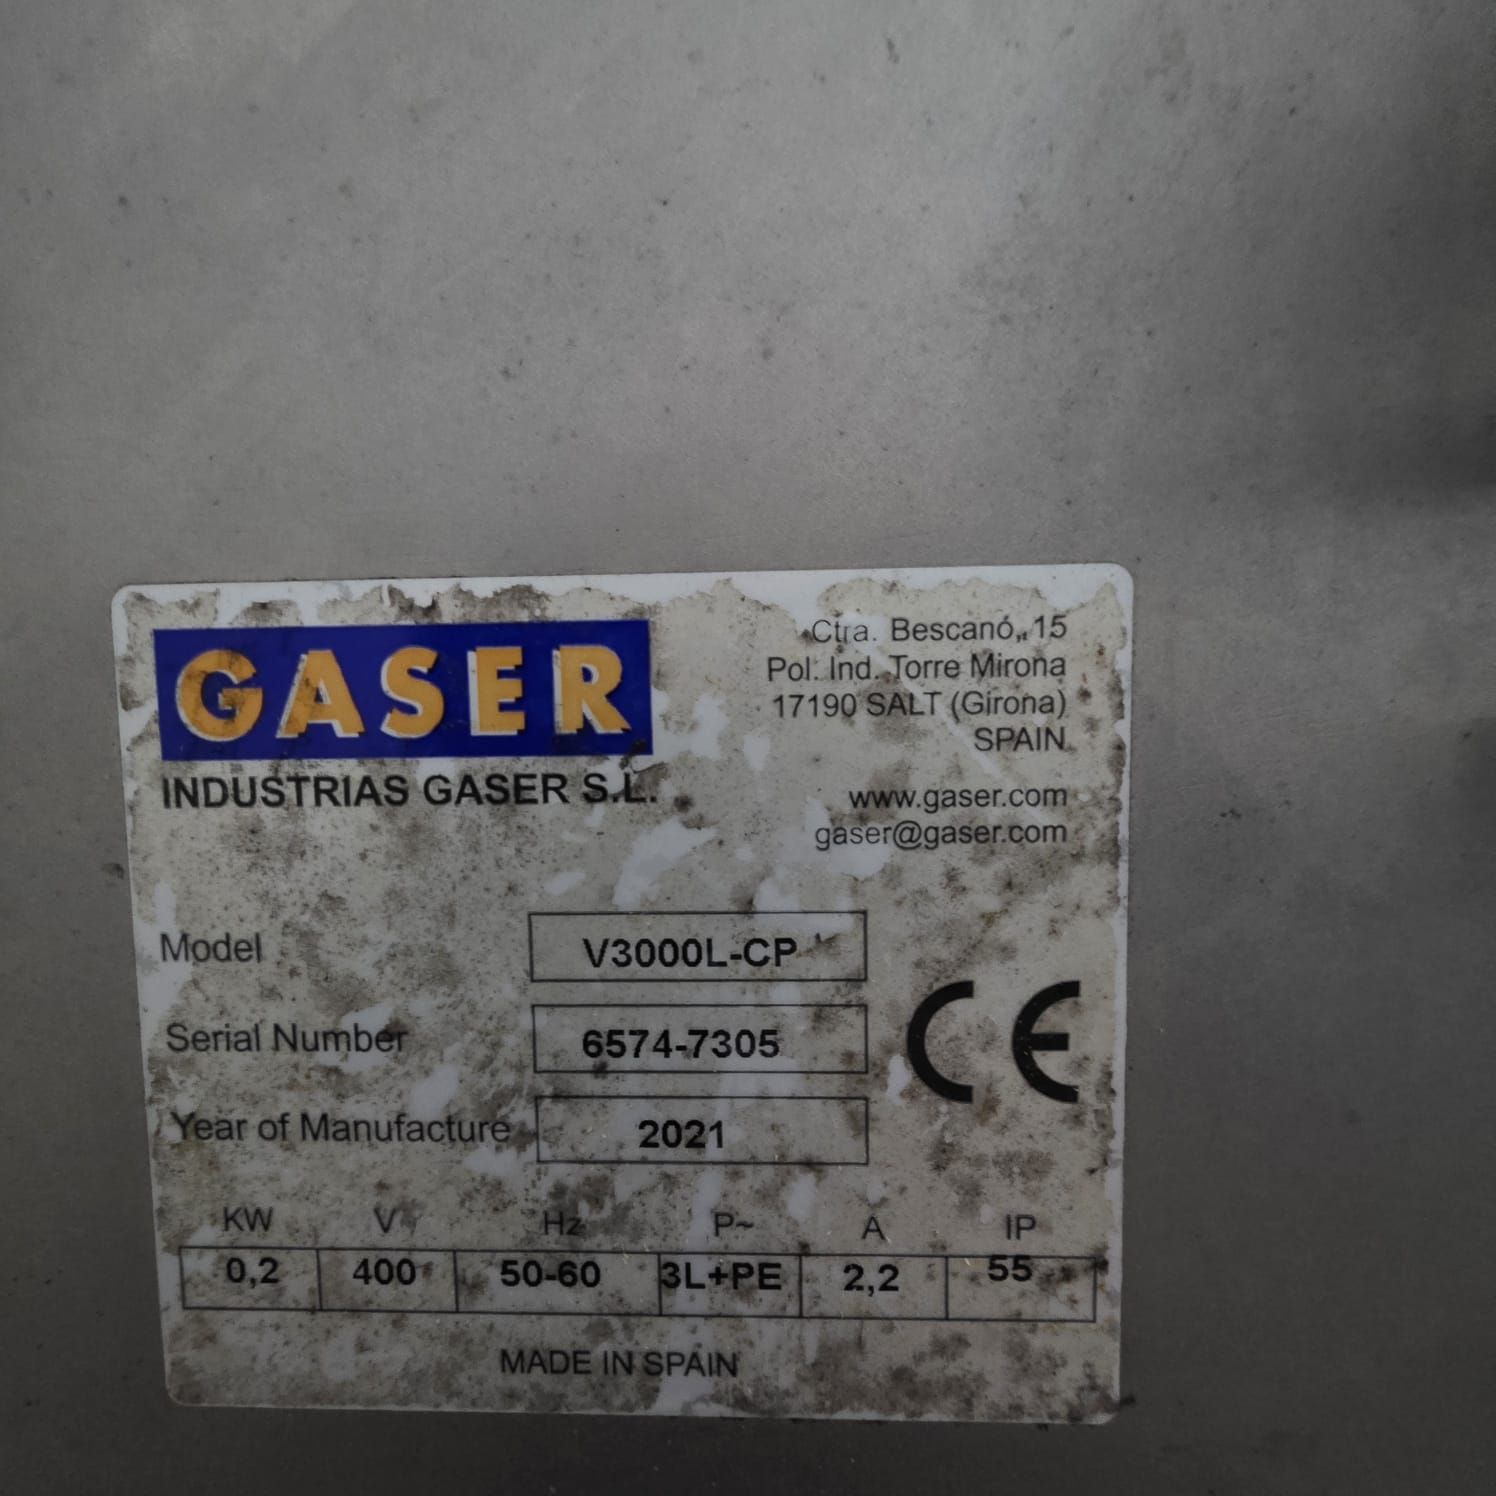 GASER
INDUSTRIAS GASER S.L.
Ctra. Bescanó, 15
Pol. Ind. Torre Mirona
17190 SALT (Girona)
SPAIN
www.gaser.com
gaser@gaser.com
Model V3000L-CP
Serial Number 6574-7305
Year of Manufacture 2021
CE
KW V Hz P~ A IP
0,2 400 50-60 3L+PE 2,2 55
MADE IN SPAIN